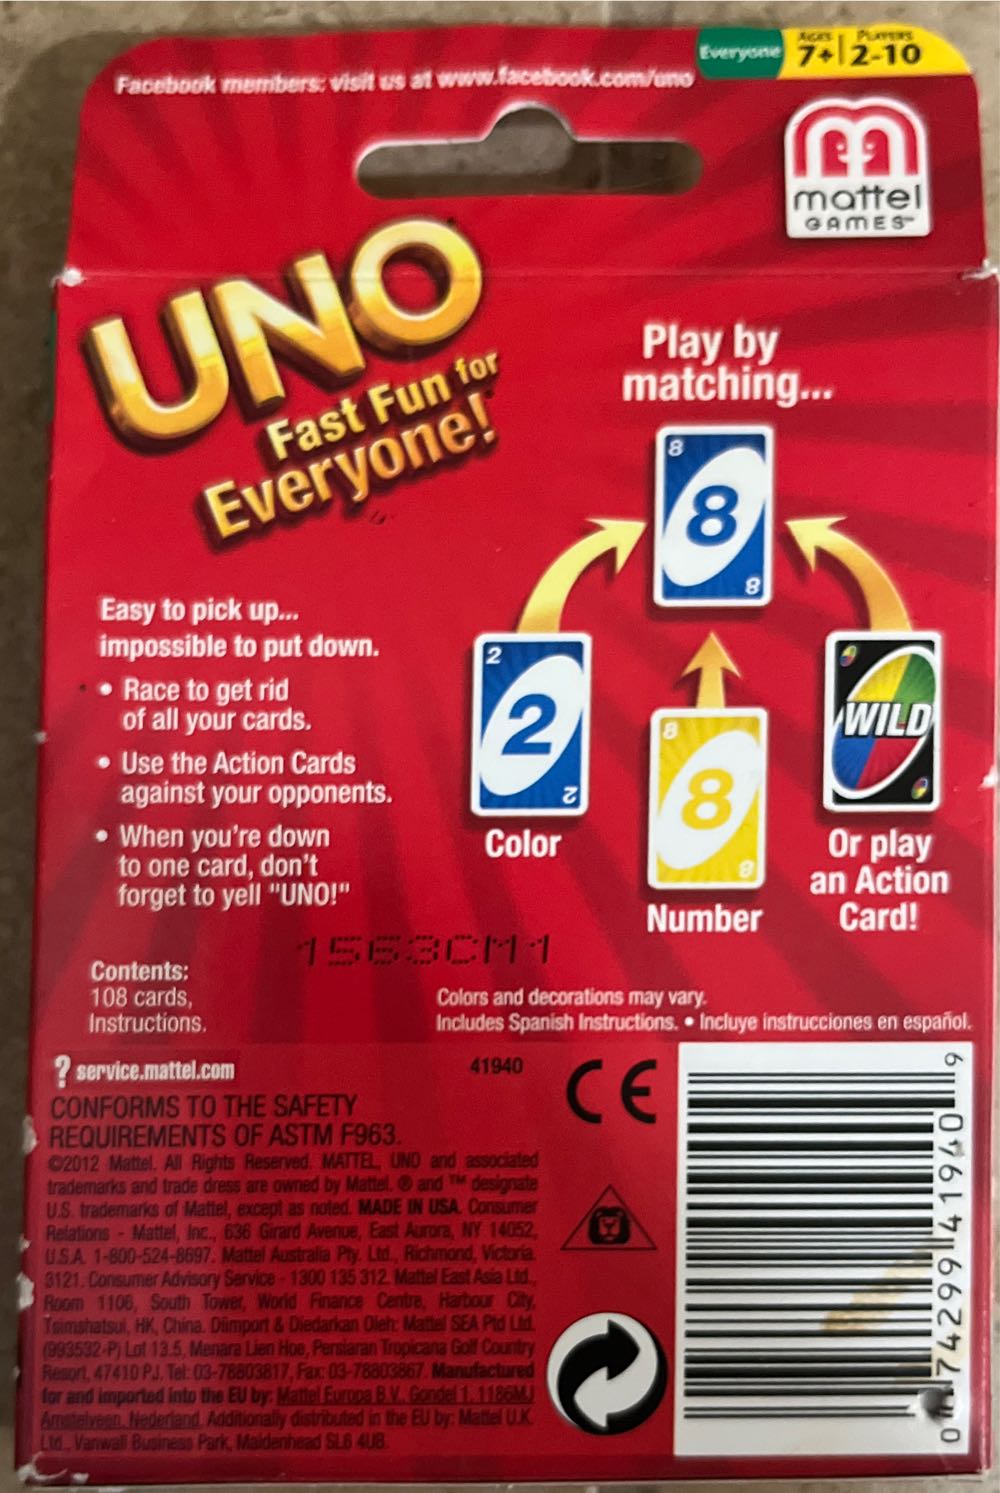 Everyone
AGES 7+
PLAYERS 2-10
Facebook members: visit us at www.facebook.com/uno
mattel
GAMES™
UNO
Fast Fun for
Everyone!
Play by
matching...
8
8
8
Easy to pick up...
impossible to put down.
• Race to get rid
of all your cards.
• Use the Action Cards
against your opponents.
• When you're down
to one card, don't
forget to yell "UNO!"
2
2
2
Color
8
8
8
Number
WILD
Or play
an Action
Card!
1563CM1
Contents:
108 cards,
Instructions.
Colors and decorations may vary.
Includes Spanish Instructions. • Incluye instrucciones en español.
? service.mattel.com
41940
CE
CONFORMS TO THE SAFETY
REQUIREMENTS OF ASTM F963.
©2012 Mattel. All Rights Reserved. MATTEL, UNO and associated
trademarks and trade dress are owned by Mattel. ® and ™ designate
U.S. trademarks of Mattel, except as noted. MADE IN USA. Consumer
Relations - Mattel, Inc., 636 Girard Avenue, East Aurora, NY 14052,
U.S.A. 1-800-524-8697. Mattel Australia Pty. Ltd., Richmond, Victoria.
3121. Consumer Advisory Service - 1300 135 312. Mattel East Asia Ltd.,
Room 1106, South Tower, World Finance Centre, Harbour City,
Tsimshatsui, HK, China. Diimport & Diedarkan Oleh: Mattel SEA Ptd Ltd.
(993532-P) Lot 13.5, Menara Lien Hoe, Persiaran Tropicana Golf Country
Resort, 47410 PJ. Tel: 03-78803817, Fax: 03-78803867. Manufactured
for and imported into the EU by: Mattel Europa B.V., Gondel 1, 1186MJ
Amstelveen, Nederland. Additionally distributed in the EU by: Mattel U.K.
Ltd., Vanwall Business Park, Maidenhead SL6 4UB.
0 74299 41940 9